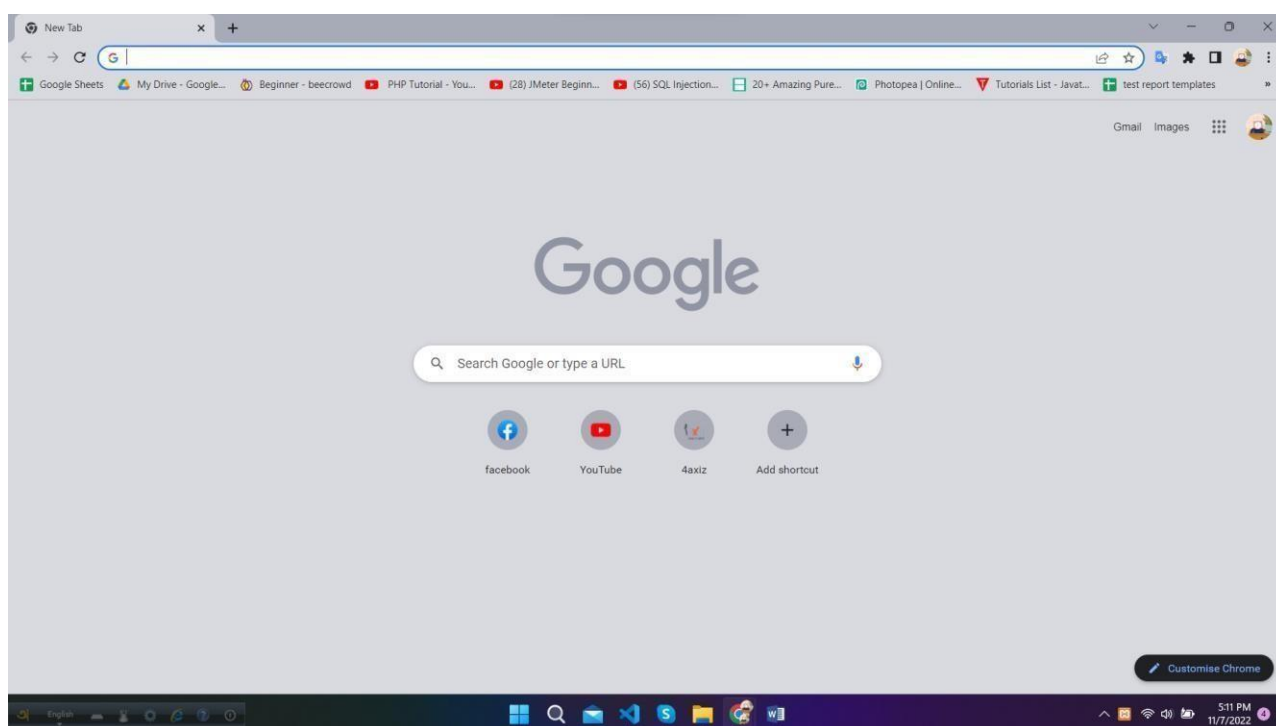 New Tab
Google Sheets My Drive - Google... Beginner - beecrowd PHP Tutorial - You... (28) JMeter Beginn... (56) SQL Injection... 20+ Amazing Pure... Photopea | Online... Tutorials List - Javat... test report templates »
Gmail Images
Google
Search Google or type a URL
facebook YouTube 4axiz Add shortcut
Customise Chrome
English
5:11 PM
11/7/2022
4